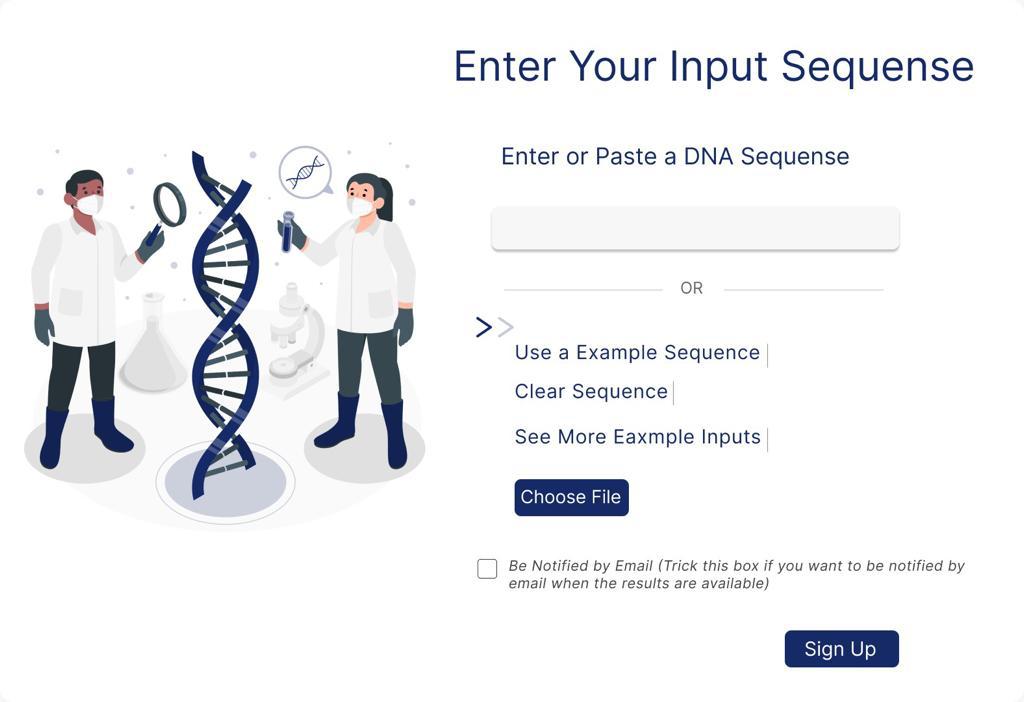 Enter Your Input Sequense
Enter or Paste a DNA Sequense
OR
Use a Example Sequence
Clear Sequence
See More Eaxmple Inputs
Choose File
Be Notified by Email (Trick this box if you want to be notified by
email when the results are available)
Sign Up